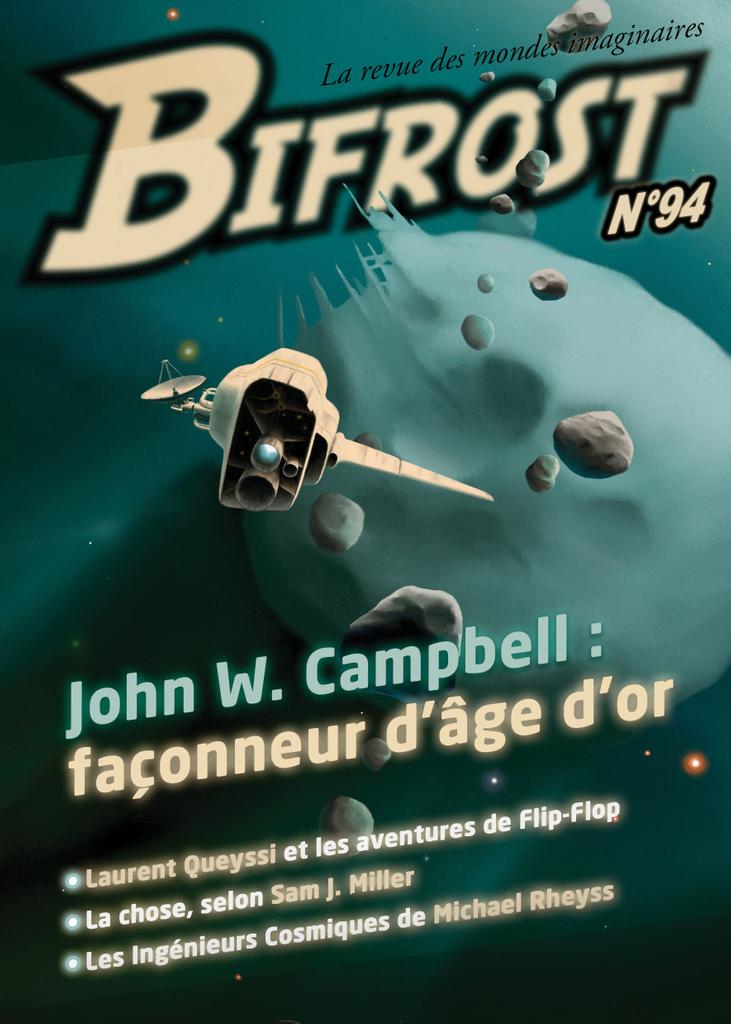 La revue des mondes imaginaires
BIFROST
N°94
John W. Campbell :
façonneur d'âge d'or
Laurent Queyssi et les aventures de Flip-Flop
La chose, selon Sam J. Miller
Les Ingénieurs Cosmiques de Michael Rheyss